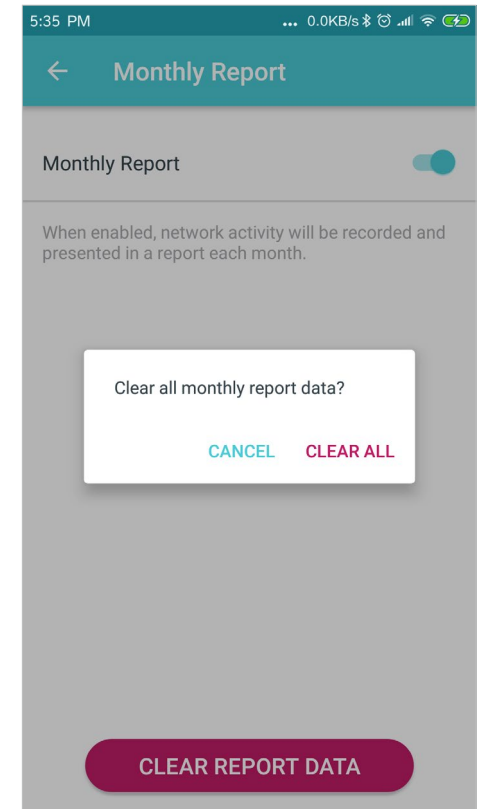 5:35 PM ... 0.0KB/s
Monthly Report
Monthly Report
When enabled, network activity will be recorded and
presented in a report each month.
Clear all monthly report data?
CANCEL CLEAR ALL
CLEAR REPORT DATA